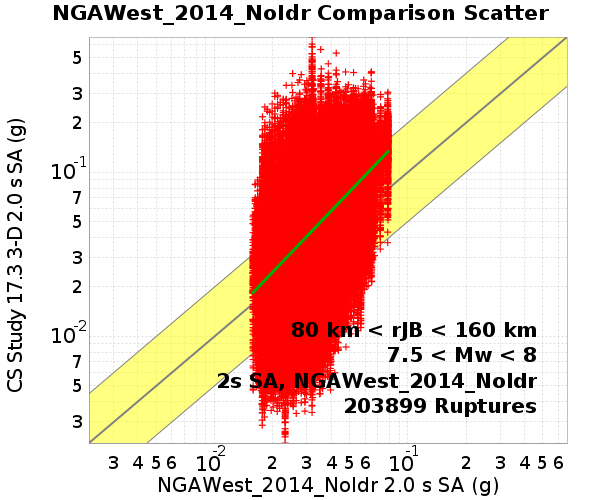 NGAWest_2014_NoIdr Comparison Scatter
CS Study 17.3 3-D 2.0 s SA (g)
5
3
2
10-1
7
5
3
2
10-2
7
5
3
80 km < rJB < 160 km
7.5 < Mw < 8
2s SA, NGAWest_2014_NoIdr
203899 Ruptures
3 4 5 6 10-2 2 3 4 5 6 10-1 2 3 4 5 6
NGAWest_2014_NoIdr 2.0 s SA (g)